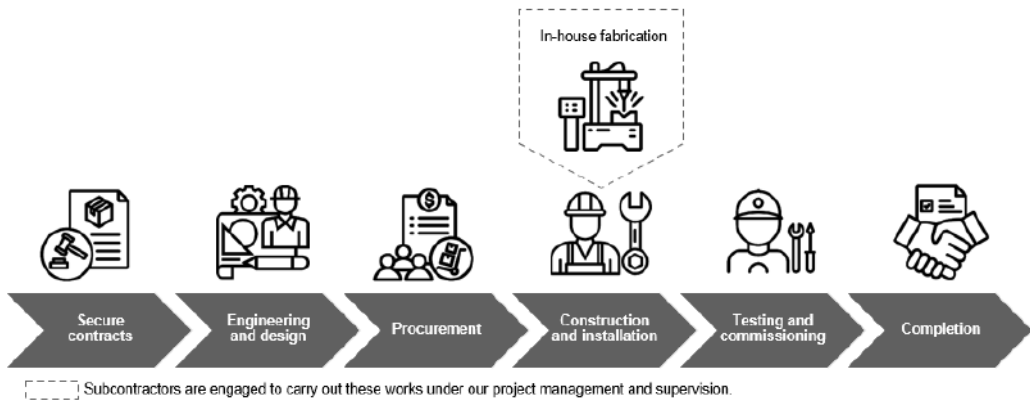 In-house fabrication
$
Secure
contracts
Engineering
and design
Procurement
Construction
and installation
Testing and
commissioning
Completion
Subcontractors are engaged to carry out these works under our project management and supervision.